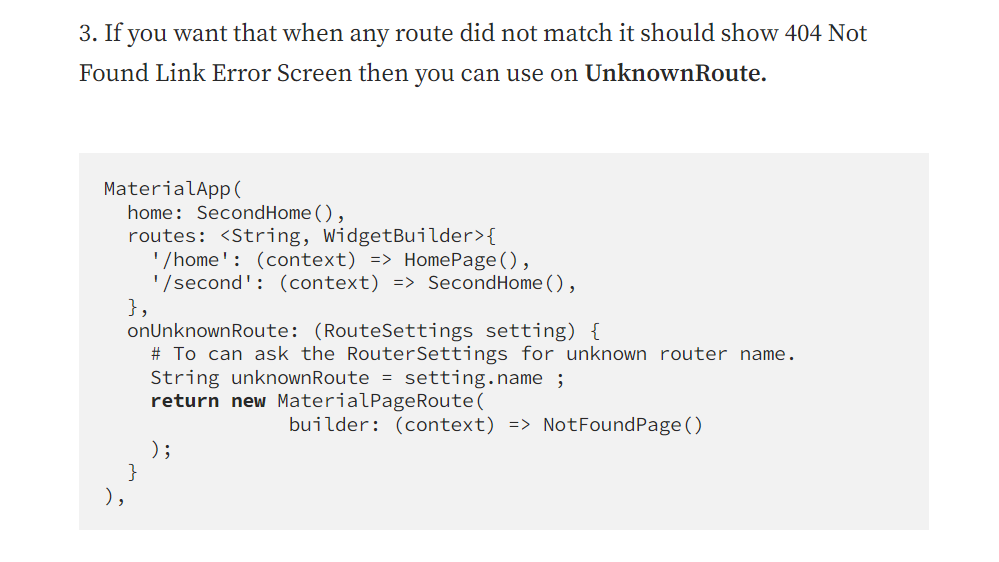 3. If you want that when any route did not match it should show 404 Not
Found Link Error Screen then you can use on UnknownRoute.
MaterialApp(
  home: SecondHome(),
  routes: <String, WidgetBuilder>{
    '/home': (context) => HomePage(),
    '/second': (context) => SecondHome(),
  },
  onUnknownRoute: (RouteSettings setting) {
    # To can ask the RouterSettings for unknown router name.
    String unknownRoute = setting.name ;
    return new MaterialPageRoute(
                builder: (context) => NotFoundPage()
    );
  }
),